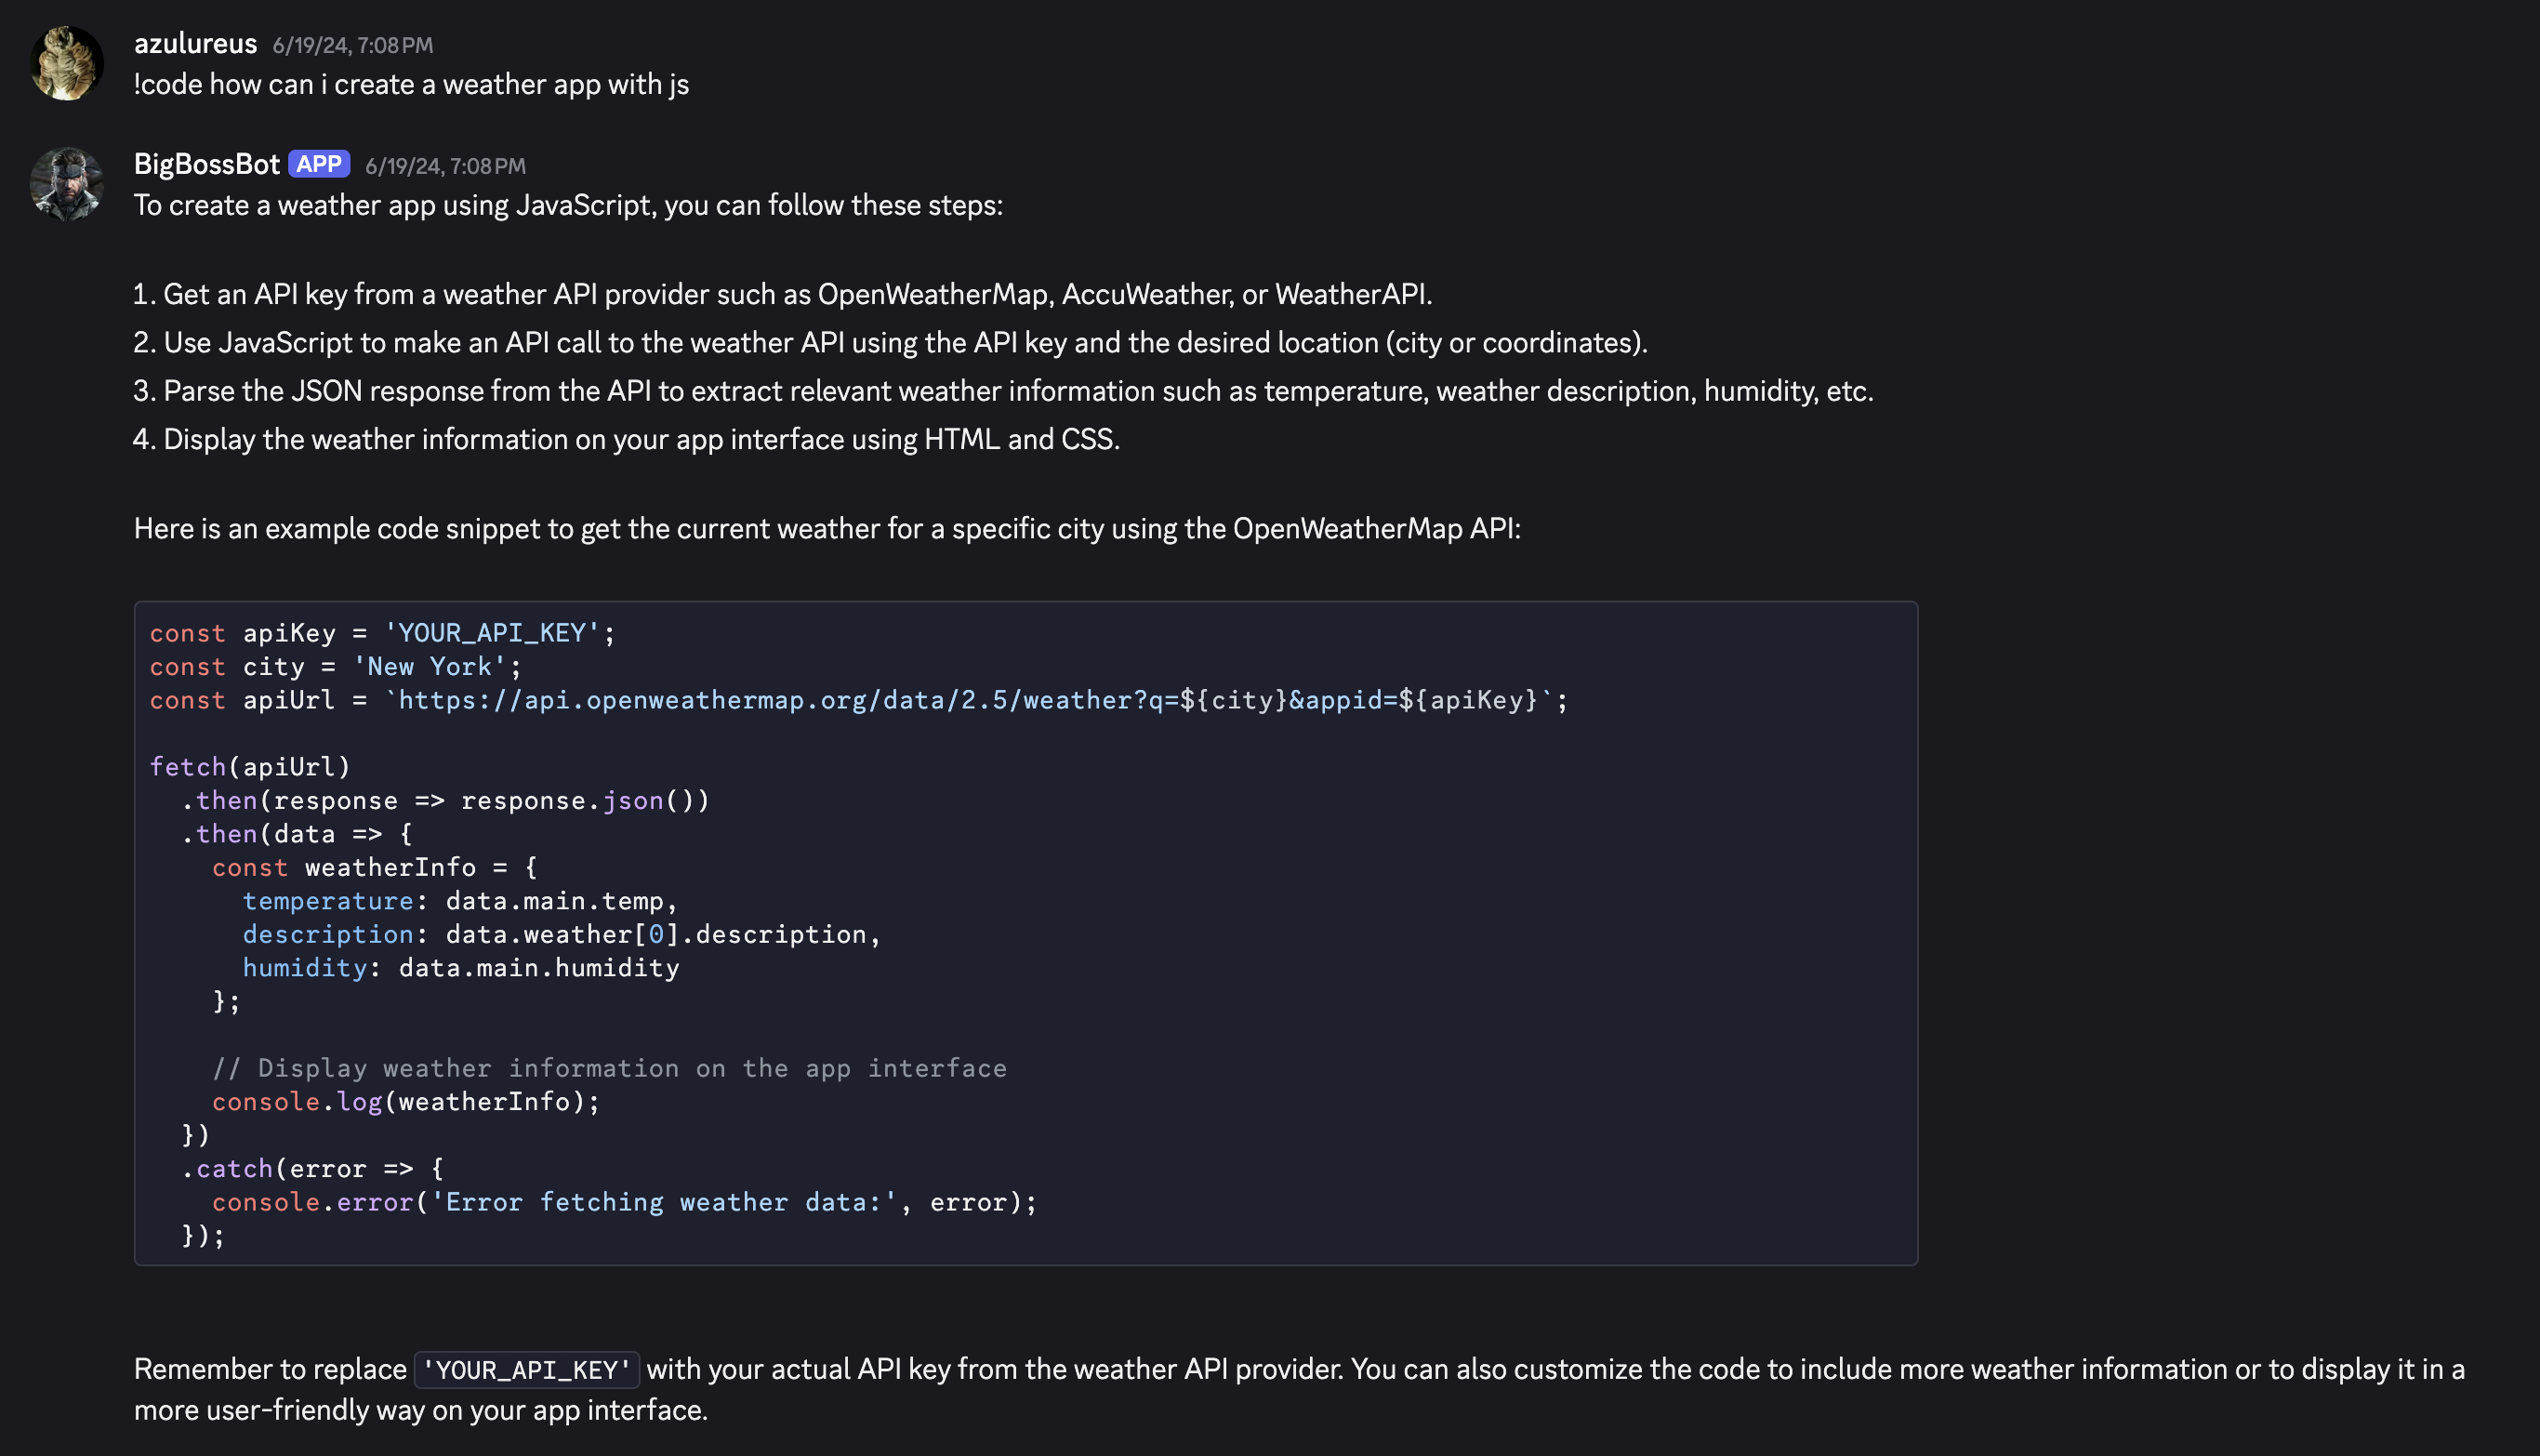 azulureus 6/19/24, 7:08 PM
!code how can i create a weather app with js
BigBossBot APP 6/19/24, 7:08 PM
To create a weather app using JavaScript, you can follow these steps:
1. Get an API key from a weather API provider such as OpenWeatherMap, AccuWeather, or WeatherAPI.
2. Use JavaScript to make an API call to the weather API using the API key and the desired location (city or coordinates).
3. Parse the JSON response from the API to extract relevant weather information such as temperature, weather description, humidity, etc.
4. Display the weather information on your app interface using HTML and CSS.
Here is an example code snippet to get the current weather for a specific city using the OpenWeatherMap API:
const apiKey = 'YOUR_API_KEY';
const city = 'New York';
const apiUrl = `https://api.openweathermap.org/data/2.5/weather?q=${city}&appid=${apiKey}`;
fetch(apiUrl)
  .then(response => response.json())
  .then(data => {
    const weatherInfo = {
      temperature: data.main.temp,
      description: data.weather[0].description,
      humidity: data.main.humidity
    };
    // Display weather information on the app interface
    console.log(weatherInfo);
  })
  .catch(error => {
    console.error('Error fetching weather data:', error);
  });
Remember to replace 'YOUR_API_KEY' with your actual API key from the weather API provider. You can also customize the code to include more weather information or to display it in a
more user-friendly way on your app interface.